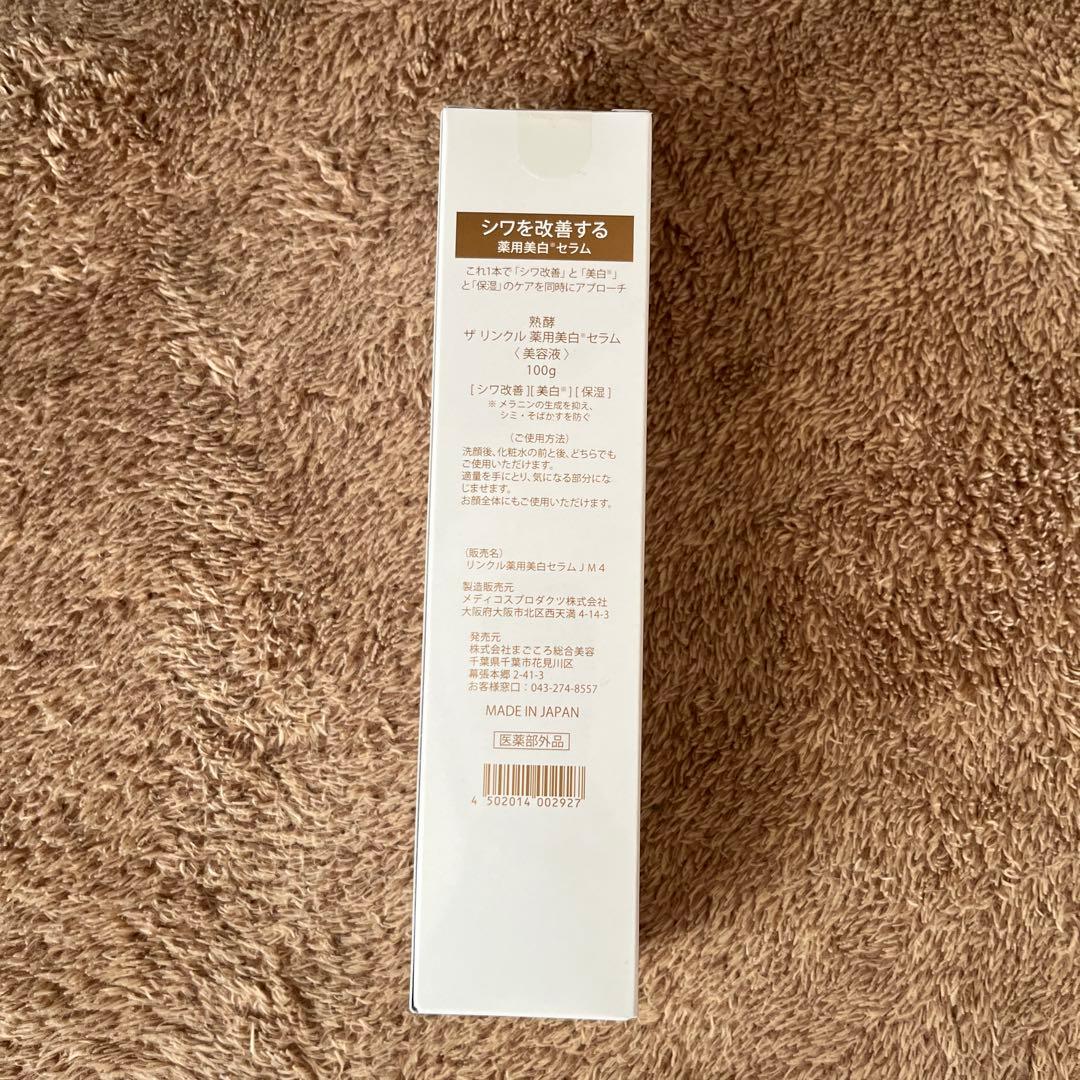 シワを改善する
薬用美白※セラム
これ1本で「シワ改善」と「美白※」
と「保湿」のケアを同時にアプローチ
熟酵
ザ リンクル 薬用美白※セラム
〈 美容液 〉
100g
[ シワ改善 ][ 美白※ ][ 保湿 ]
※ メラニンの生成を抑え、
シミ・そばかすを防ぐ
（ご使用方法）
洗顔後、化粧水の前と後、どちらでも
ご使用いただけます。
適量を手にとり、気になる部分にな
じませます。
お顔全体にもご使用いただけます。
（販売名）
リンクル薬用美白セラムＪＭ４
製造販売元
メディコスプロダクツ株式会社
大阪府大阪市北区西天満 4-14-3
発売元
株式会社まごころ総合美容
千葉県千葉市花見川区
幕張本郷 2-41-3
お客様窓口：043-274-8557
MADE IN JAPAN
医薬部外品
4 502014 002927